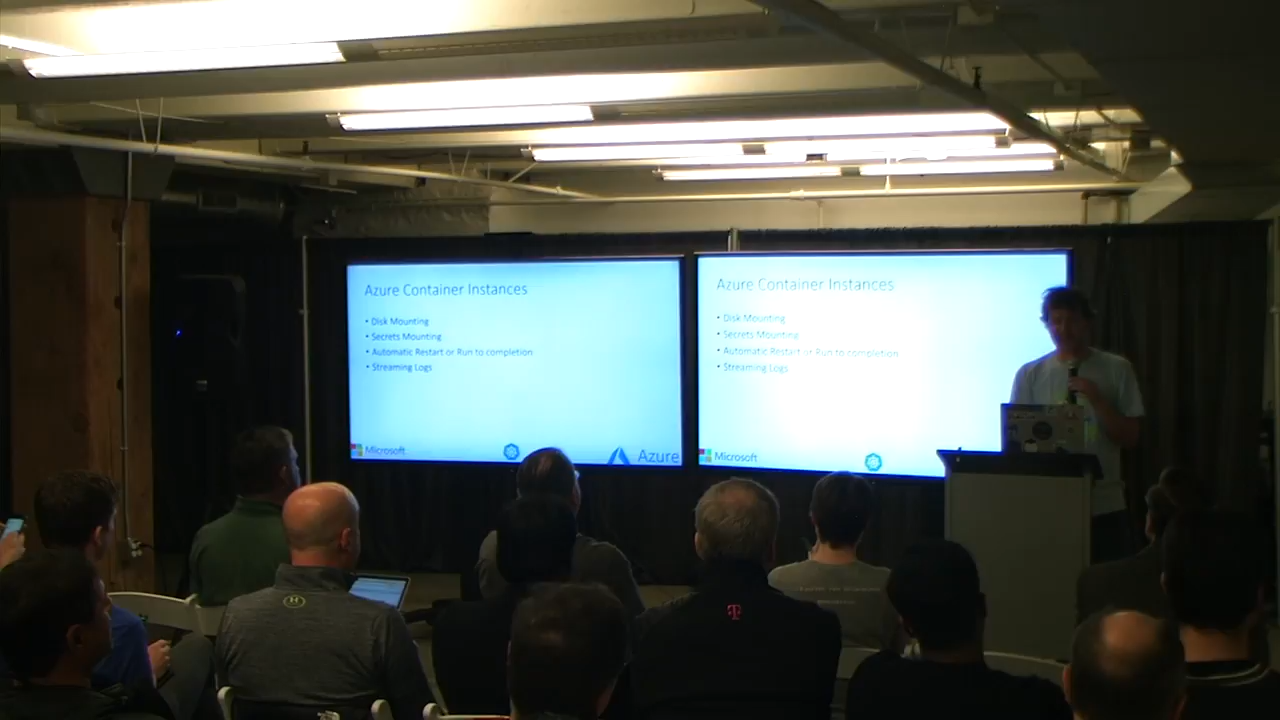 Azure Container Instances
• Disk Mounting
• Secrets Mounting
• Automatic Restart or Run to completion
• Streaming Logs
Microsoft
Azure
Azure Container Instances
• Disk Mounting
• Secrets Mounting
• Automatic Restart or Run to completion
• Streaming Logs
Microsoft
T